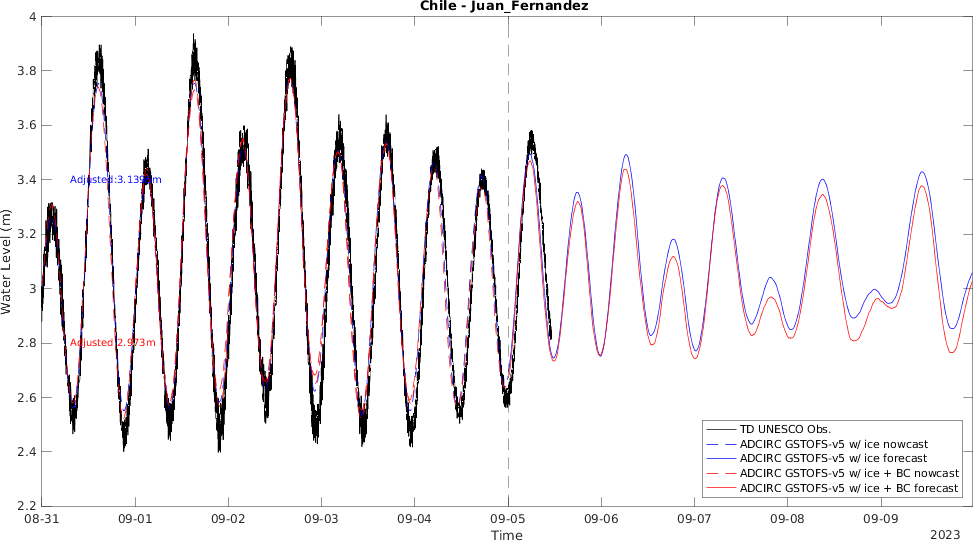 Chile - Juan_Fernandez
4
3.8
3.6
3.4
3.2
3
2.8
2.6
2.4
2.2
Water Level (m)
Adjusted:3.139
Adjusted:2.973m
TD UNESCO Obs.
ADCIRC GSTOFS-v5 w/ ice nowcast
ADCIRC GSTOFS-v5 w/ ice forecast
ADCIRC GSTOFS-v5 w/ ice + BC nowcast
ADCIRC GSTOFS-v5 w/ ice + BC forecast
08-31 09-01 09-02 09-03 09-04 09-05 09-06 09-07 09-08 09-09
Time
2023